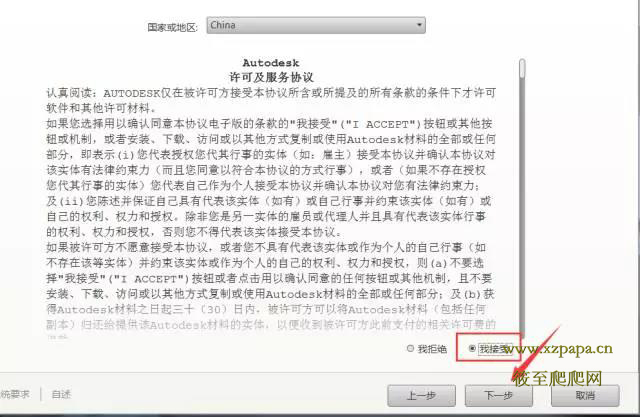 国家或地区: China
Autodesk
许可及服务协议
认真阅读：AUTODESK仅在被许可方接受本协议所含或所提及的所有条款的条件下才许可
软件和其他许可材料。
如果您选择用以确认同意本协议电子版的条款的"我接受"("I ACCEPT")按钮或其他按
钮或机制，或者安装、下载、访问或以其他方式复制或使用Autodesk材料的全部或任何
部分，即表示(i)您代表授权您代其行事的实体（如：雇主）接受本协议并确认本协议对
该实体有法律约束力（而且您同意以符合本协议的方式行事），或者（如果不存在授权
您代其行事的实体）您代表自己作为个人接受本协议并确认本协议对您有法律约束力；
及(ii)您陈述并保证自己具有代表该实体（如有）或自己行事并约束该实体（如有）或
自己的权利、权力和授权。除非您是另一实体的雇员或代理人并且具有代表该实体行事
的权利、权力和授权，否则您不得代表该实体接受本协议。
如果被许可方不愿意接受本协议，或者您不具有代表该实体或作为个人的自己行事（如
不存在该等实体）并约束该实体或作为个人的自己的权利、权力和授权，则(a)不要选
择"我接受"("I ACCEPT")按钮或者点击用以确认同意的任何按钮或其他机制，且不要
安装、下载、访问或以其他方式复制或使用Autodesk材料的全部或任何部分；及(b)获
得Autodesk材料之日起三十（30）日内，被许可方可以将Autodesk材料（包括任何
副本）归还给提供该Autodesk材料的实体，以便收到被许可方此前支付的相关许可费的
我拒绝 我接受
www.xzpapa.cn
筱至爬爬网
统要求 | 自述
上一步 下一步 取消